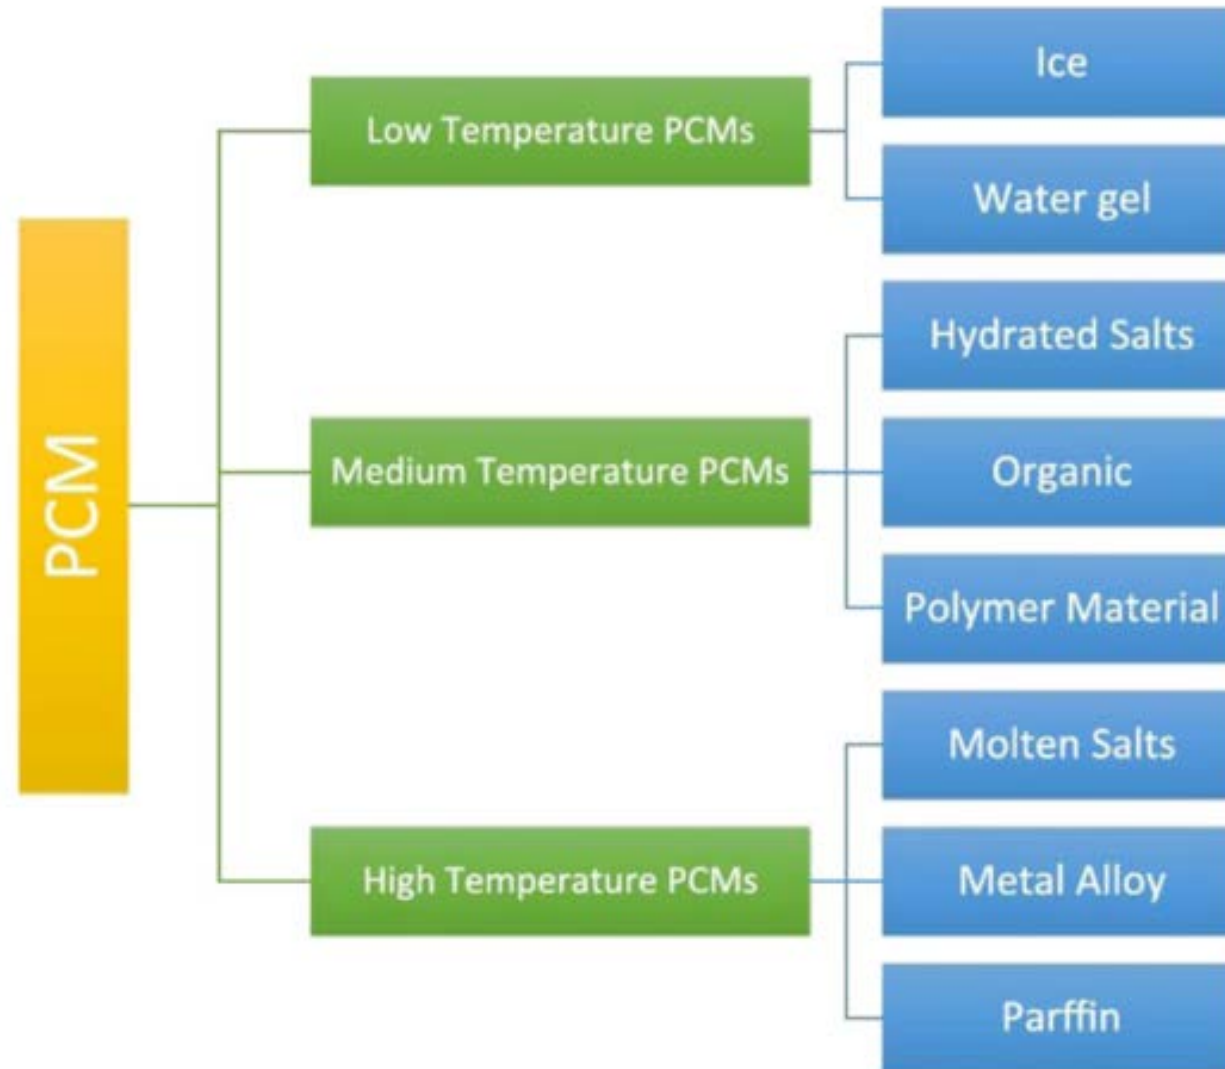 PCM
Low Temperature PCMs
Ice
Water gel
Medium Temperature PCMs
Hydrated Salts
Organic
Polymer Material
High Temperature PCMs
Molten Salts
Metal Alloy
Parffin